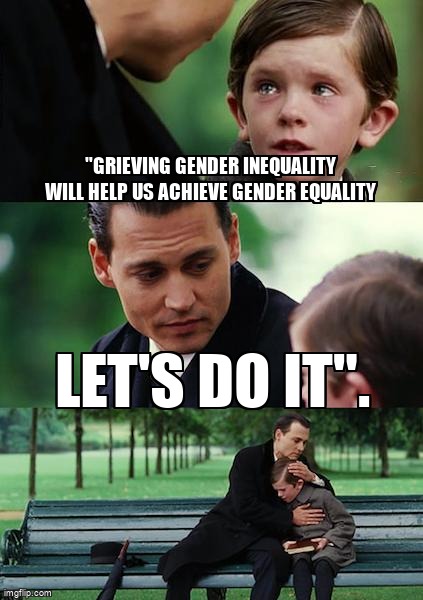 "GRIEVING GENDER INEQUALITY
WILL HELP US ACHIEVE GENDER EQUALITY
LET'S DO IT".
imgflip.com